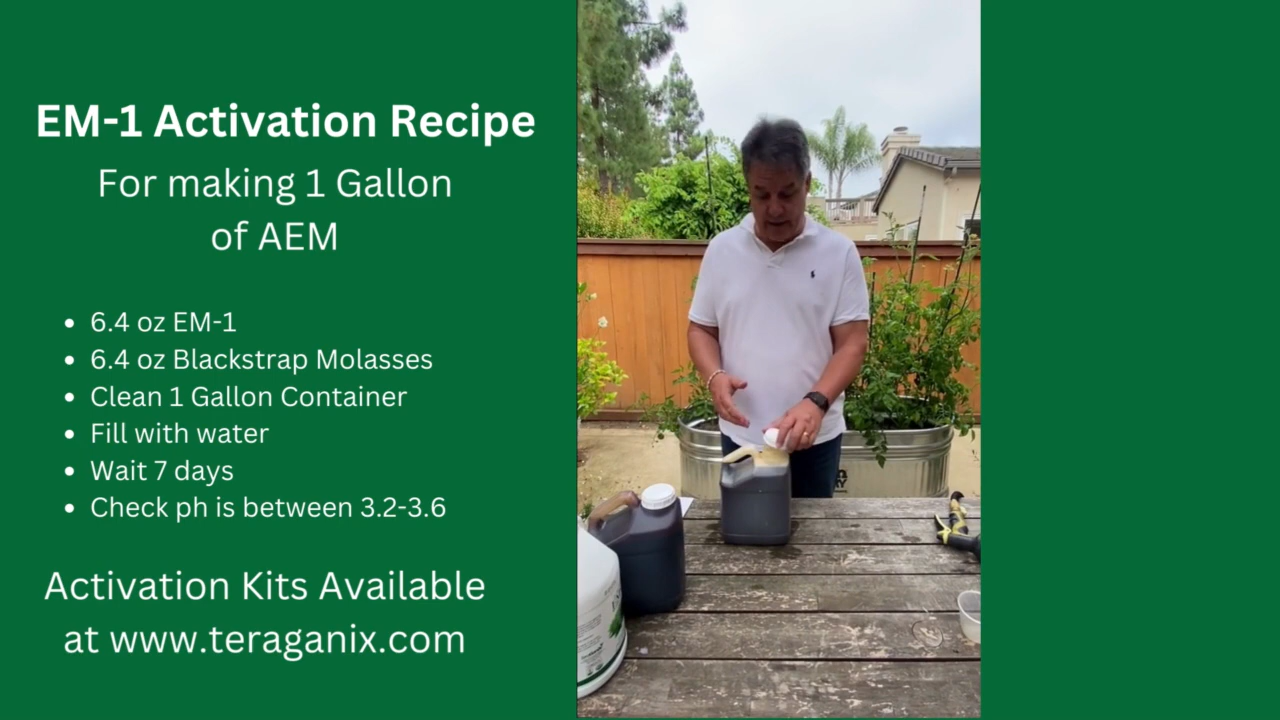 EM-1 Activation Recipe
For making 1 Gallon
of AEM
6.4 oz EM-1
6.4 oz Blackstrap Molasses
Clean 1 Gallon Container
Fill with water
Wait 7 days
Check ph is between 3.2-3.6
Activation Kits Available
at www.teraganix.com